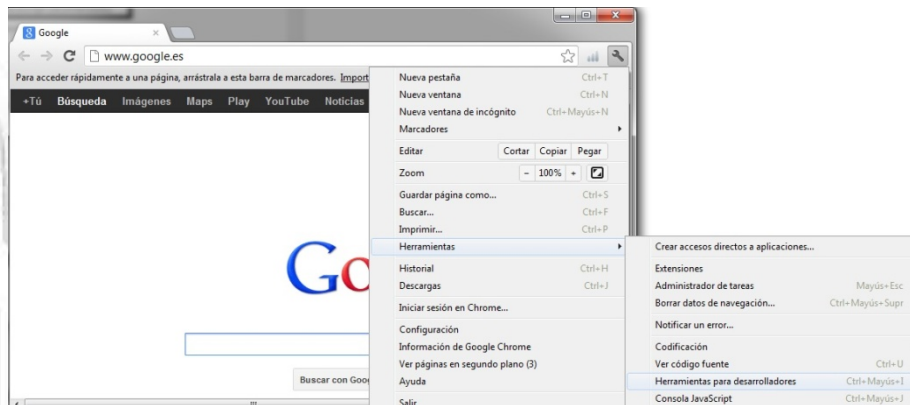 Google
www.google.es
Para acceder rápidamente a una página, arrástrala a esta barra de marcadores. Import
+Tú Búsqueda Imágenes Maps Play YouTube Noticias
Go
Buscar con Goo
Nueva pestaña Ctrl+T
Nueva ventana Ctrl+N
Nueva ventana de incógnito Ctrl+Mayús+N
Marcadores
Editar Cortar Copiar Pegar
Zoom - 100% +
Guardar página como... Ctrl+S
Buscar... Ctrl+F
Imprimir... Ctrl+P
Herramientas
Historial Ctrl+H
Descargas Ctrl+J
Iniciar sesión en Chrome...
Configuración
Información de Google Chrome
Ver páginas en segundo plano (3)
Ayuda
Salir
Crear accesos directos a aplicaciones...
Extensiones
Administrador de tareas Mayús+Esc
Borrar datos de navegación... Ctrl+Mayús+Supr
Notificar un error...
Codificación
Ver código fuente Ctrl+U
Herramientas para desarrolladores Ctrl+Mayús+I
Consola JavaScript Ctrl+Mayús+J